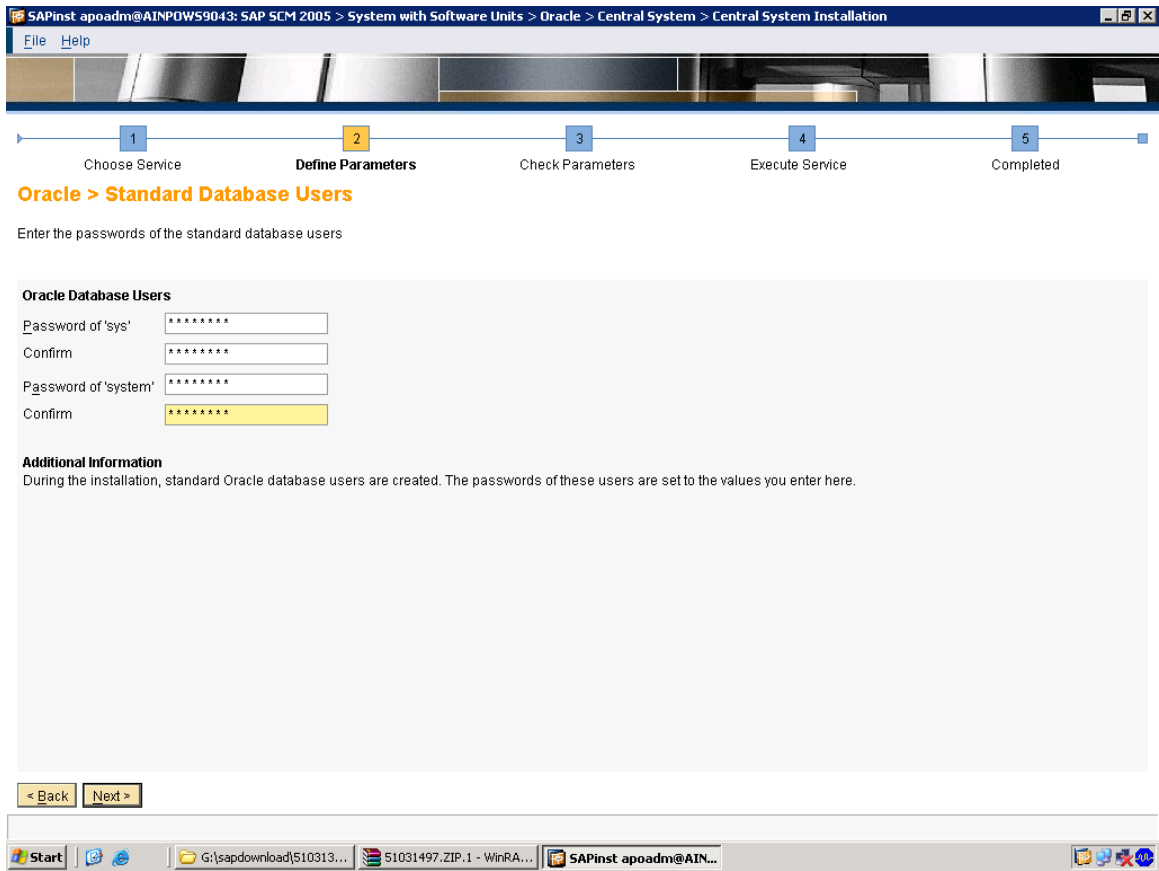 SAPinst apoadm@AINPOWS9043: SAP SCM 2005 > System with Software Units > Oracle > Central System > Central System Installation
File Help
1 2 3 4 5
Choose Service Define Parameters Check Parameters Execute Service Completed
Oracle > Standard Database Users
Enter the passwords of the standard database users
Oracle Database Users
Password of 'sys' ********
Confirm ********
Password of 'system' ********
Confirm ********
Additional Information
During the installation, standard Oracle database users are created. The passwords of these users are set to the values you enter here.
< Back Next >
Start G:\sapdownload\510313... 51031497.ZIP.1 - WinRA... SAPinst apoadm@AIN...